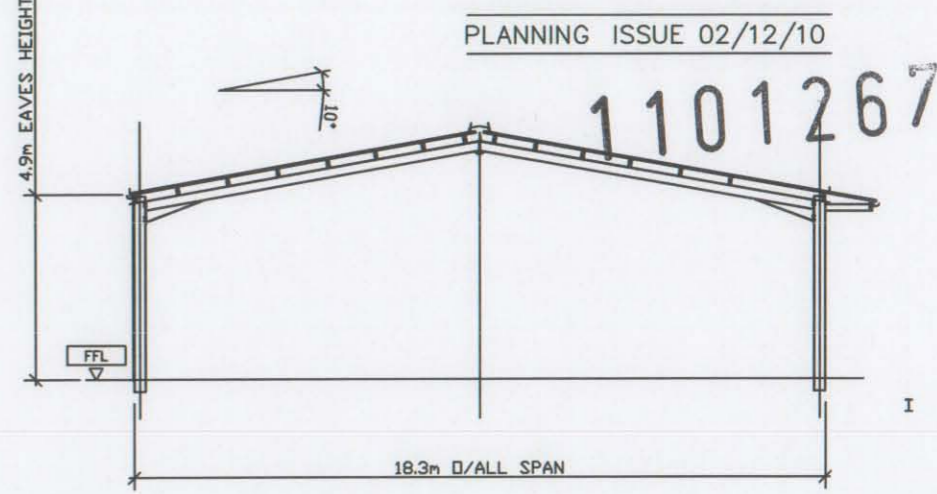 PLANNING ISSUE 02/12/10
1101267
4.9m EAVES HEIGHT
10°
FFL
I
18.3m O/ALL SPAN